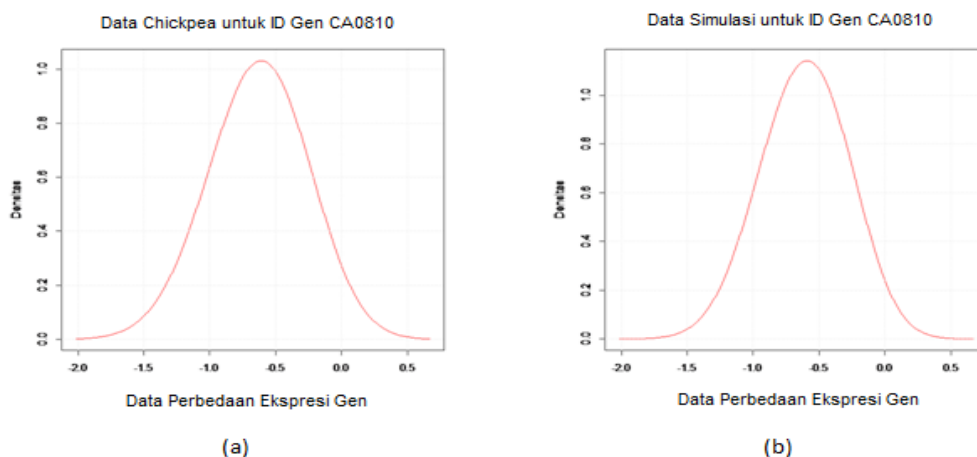 Data Chickpea untuk ID Gen CA0810
Densitas
1.0
0.8
0.6
0.4
0.2
0.0
-2.0 -1.5 -1.0 -0.5 0.0 0.5
Data Perbedaan Ekspresi Gen
(a)
Data Simulasi untuk ID Gen CA0810
Densitas
1.0
0.8
0.6
0.4
0.2
0.0
-2.0 -1.5 -1.0 -0.5 0.0 0.5
Data Perbedaan Ekspresi Gen
(b)